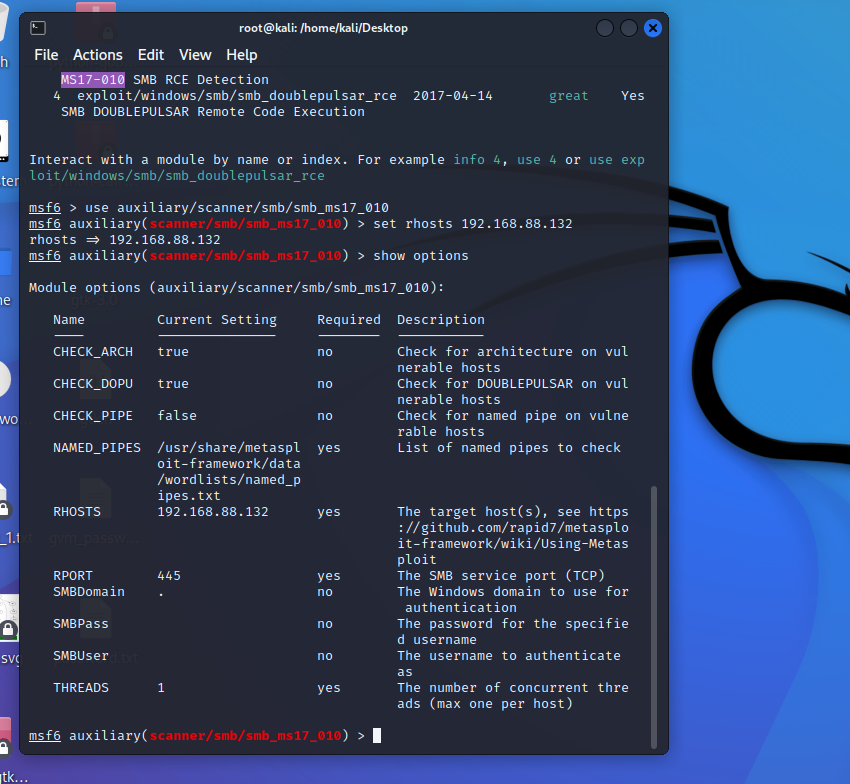 root@kali: /home/kali/Desktop
File Actions Edit View Help
MS17-010 SMB RCE Detection
4 exploit/windows/smb/smb_doublepulsar_rce 2017-04-14 great Yes
SMB DOUBLEPULSAR Remote Code Execution
Interact with a module by name or index. For example info 4, use 4 or use exp
loit/windows/smb/smb_doublepulsar_rce
msf6 > use auxiliary/scanner/smb/smb_ms17_010
msf6 auxiliary(scanner/smb/smb_ms17_010) > set rhosts 192.168.88.132
rhosts => 192.168.88.132
msf6 auxiliary(scanner/smb/smb_ms17_010) > show options
Module options (auxiliary/scanner/smb/smb_ms17_010):
Name Current Setting Required Description
CHECK_ARCH true no Check for architecture on vul
nerable hosts
CHECK_DOPU true no Check for DOUBLEPULSAR on vul
nerable hosts
CHECK_PIPE false no Check for named pipe on vulne
rable hosts
NAMED_PIPES /usr/share/metaspl yes List of named pipes to check
oit-framework/data
/wordlists/named_p
ipes.txt
RHOSTS 192.168.88.132 yes The target host(s), see https
://github.com/rapid7/metasplo
it-framework/wiki/Using-Metas
ploit
RPORT 445 yes The SMB service port (TCP)
SMBDomain . no The Windows domain to use for
authentication
SMBPass no The password for the specifie
d username
SMBUser no The username to authenticate
as
THREADS 1 yes The number of concurrent thre
ads (max one per host)
msf6 auxiliary(scanner/smb/smb_ms17_010) >